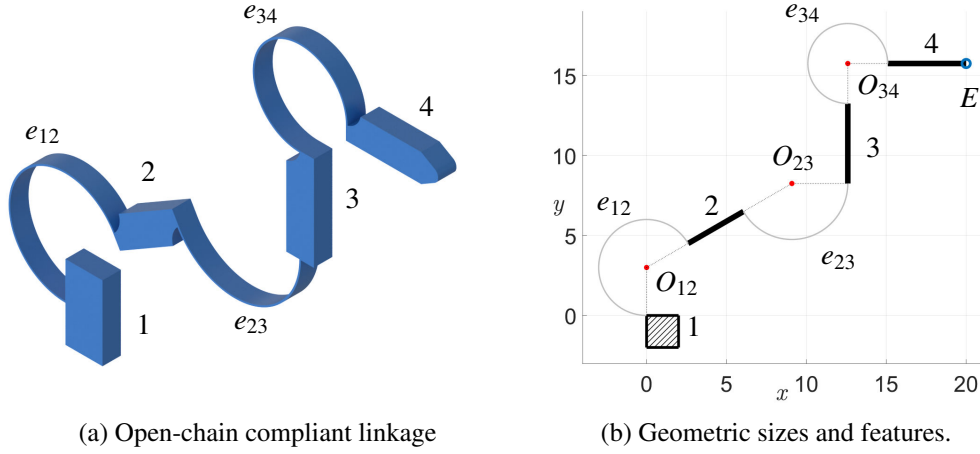 e₃₄
e₁₂
2
4
3
1
e₂₃
(a) Open-chain compliant linkage
e₃₄
4
15
O₃₄
E
O₂₃
3
10
y
e₁₂
2
5
e₂₃
O₁₂
0
1
0 5 10 15 20
x
(b) Geometric sizes and features.